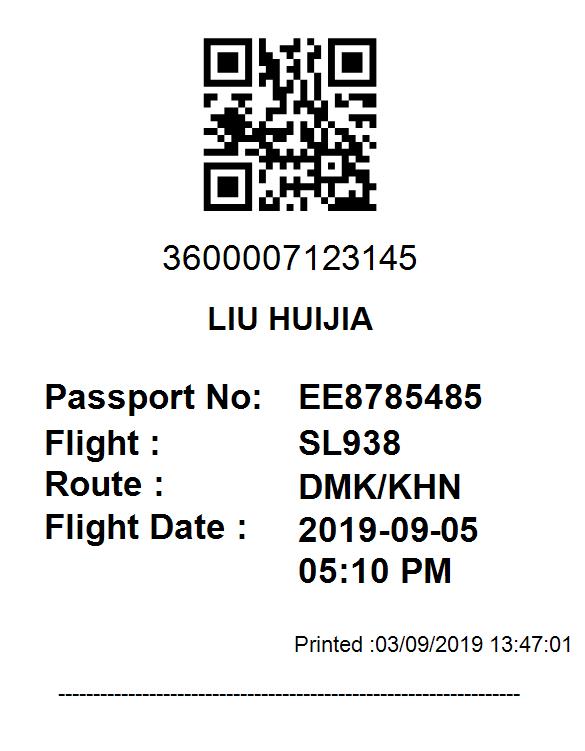 3600007123145
LIU HUIJIA
Passport No: EE8785485
Flight : SL938
Route : DMK/KHN
Flight Date : 2019-09-05
05:10 PM
Printed :03/09/2019 13:47:01
------------------------------------------------------------------